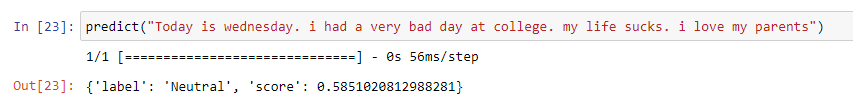 In [23]: predict("Today is wednesday. i had a very bad day at college. my life sucks. i love my parents")
1/1 [==============================] - 0s 56ms/step
Out[23]: {'label': 'Neutral', 'score': 0.5851020812988281}